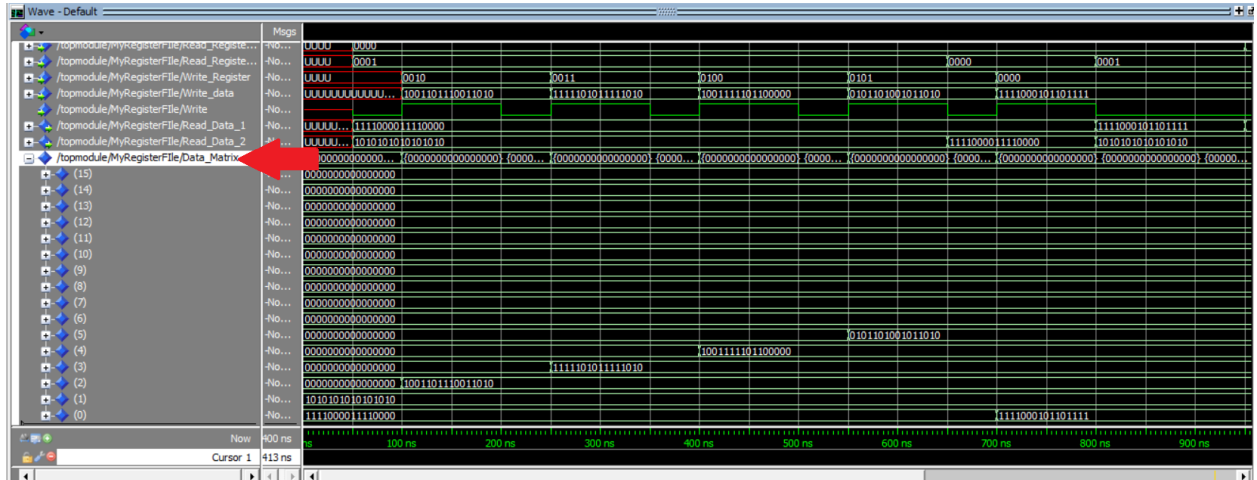 Wave - Default
Msgs
/topmodule/MyRegisterFIle/Read_Registe... -No... UUUU 0000
/topmodule/MyRegisterFIle/Read_Registe... -No... UUUU 0001 0000 0001
/topmodule/MyRegisterFIle/Write_Register -No... UUUU 0010 0011 0100 0101 0000
/topmodule/MyRegisterFIle/Write_data -No... UUUUUUUUUUUU... 1001101110011010 1111101011111010 1001111101100000 0101101001011010 1111000101101111
/topmodule/MyRegisterFIle/Write -No...
/topmodule/MyRegisterFIle/Read_Data_1 -No... UUUUU... 1111000011110000 1111000101101111
/topmodule/MyRegisterFIle/Read_Data_2 -No... UUUUU... 1010101010101010 1111000011110000 1010101010101010
/topmodule/MyRegisterFIle/Data_Matrix {0000000000000000} {0000... {0000000000000000} {0000... {0000000000000000} {0000... {0000000000000000} {0000... {0000000000000000} {0000000000000000} {00000...
(15) -No... 0000000000000000
(14) -No... 0000000000000000
(13) -No... 0000000000000000
(12) -No... 0000000000000000
(11) -No... 0000000000000000
(10) -No... 0000000000000000
(9) -No... 0000000000000000
(8) -No... 0000000000000000
(7) -No... 0000000000000000
(6) -No... 0000000000000000
(5) -No... 0000000000000000 0101101001011010
(4) -No... 0000000000000000 1001111101100000
(3) -No... 0000000000000000 1111101011111010
(2) -No... 0000000000000000 1001101110011010
(1) -No... 1010101010101010
(0) -No... 1111000011110000 1111000101101111
Now 400 ns ns 100 ns 200 ns 300 ns 400 ns 500 ns 600 ns 700 ns 800 ns 900 ns
Cursor 1 413 ns